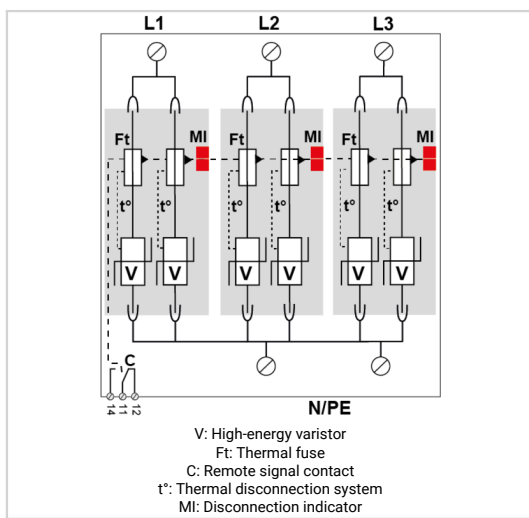 L1 L2 L3
Ft MI Ft MI Ft MI
t° t° t° t° t° t°
V V V V V V
C
14 11 12
N/PE
V: High-energy varistor
Ft: Thermal fuse
C: Remote signal contact
t°: Thermal disconnection system
MI: Disconnection indicator